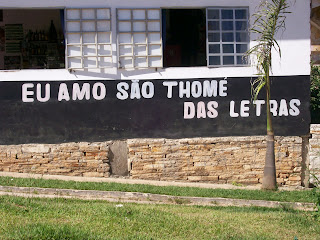 EU AMO SÃO THOMÉ
DAS LETRAS